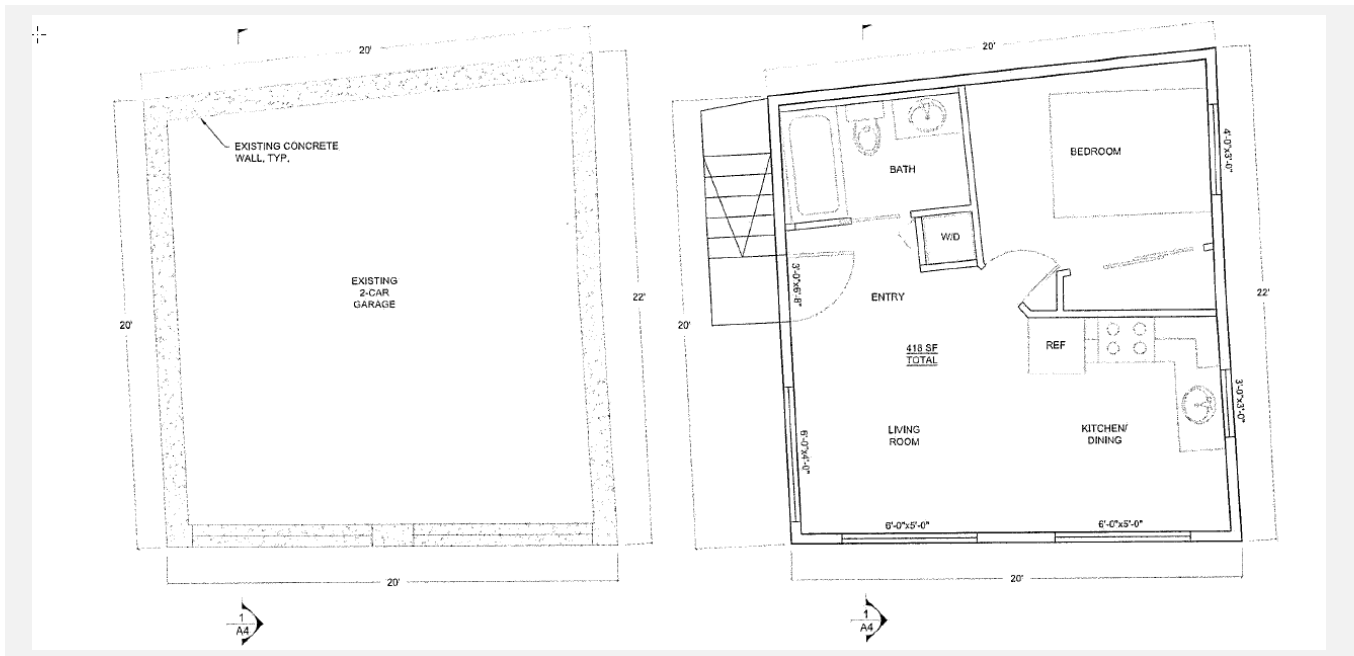 20'
EXISTING CONCRETE
WALL, TYP.
EXISTING
2-CAR
GARAGE
20'
22'
20'
1
A4
20'
BATH
BEDROOM
4'-0"x3'-0"
W/D
3'-0"x6'-8"
ENTRY
20'
22'
418 SF
TOTAL
REF
3'-0"x3'-0"
LIVING
ROOM
KITCHEN/
DINING
6'-0"x4'-0"
6'-0"x5'-0"
6'-0"x5'-0"
20'
1
A4